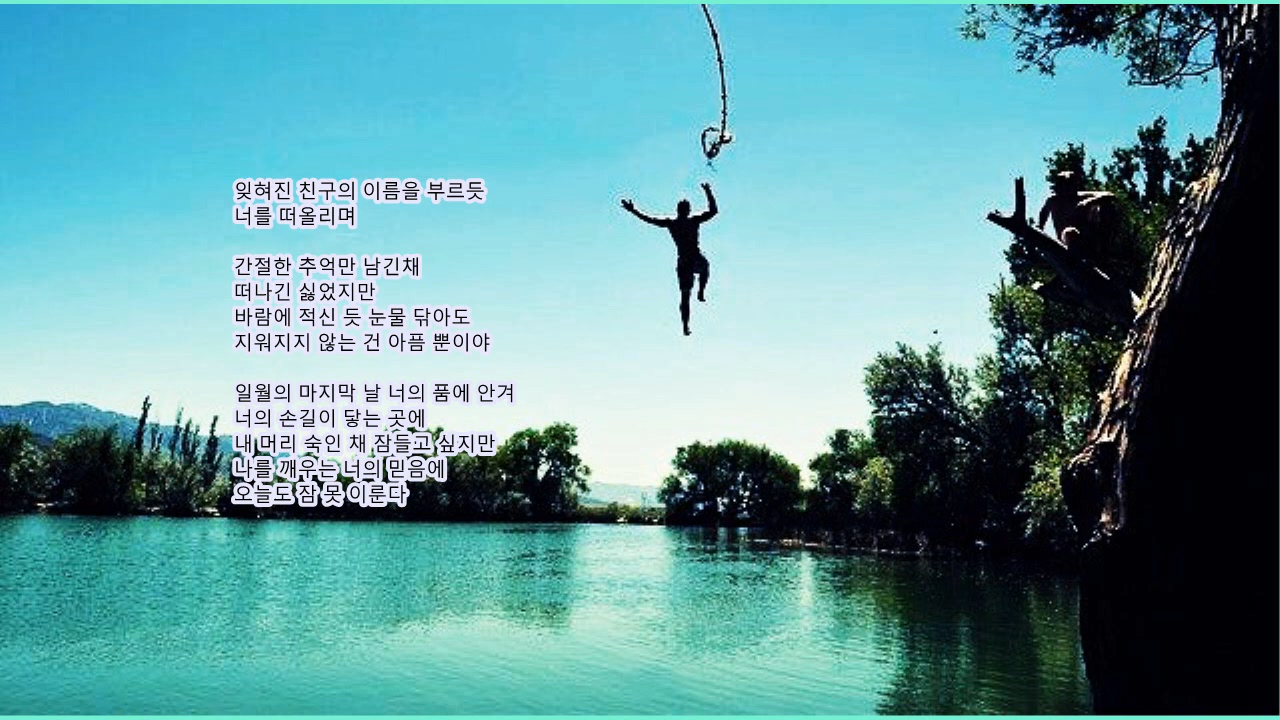 잊혀진 친구의 이름을 부르듯
너를 떠올리며
간절한 추억만 남긴채
떠나긴 싫었지만
바람에 적신 듯 눈물 닦아도
지워지지 않는 건 아픔 뿐이야
일월의 마지막 날 너의 품에 안겨
너의 손길이 닿는 곳에
내 머리 숙인 채 잠들고 싶지만
나를 깨우는 너의 믿음에
오늘도 잠 못 이룬다